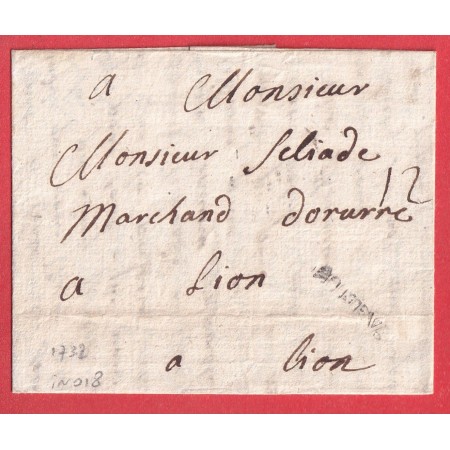 a Monsieur
Monsieur Seliade
Marchand dorurre 12
a Lion
a Lion
1732
IN018